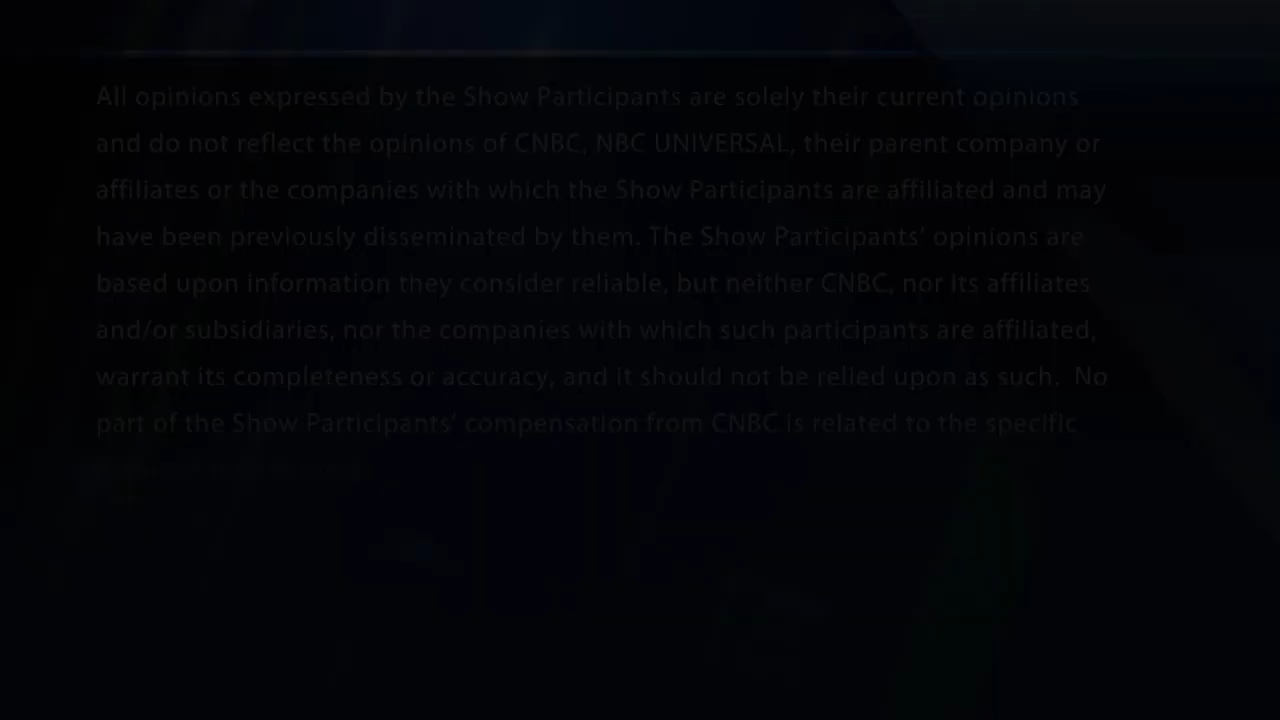 All opinions expressed by the Show Participants are solely their current opinions
and do not reflect the opinions of CNBC, NBC UNIVERSAL, their parent company or
affiliates or the companies with which the Show Participants are affiliated and may
have been previously disseminated by them. The Show Participants' opinions are
based upon information they consider reliable, but neither CNBC, nor its affiliates
and/or subsidiaries, nor the companies with which such participants are affiliated,
warrant its completeness or accuracy, and it should not be relied upon as such.  No
part of the Show Participants' compensation from CNBC is related to the specific